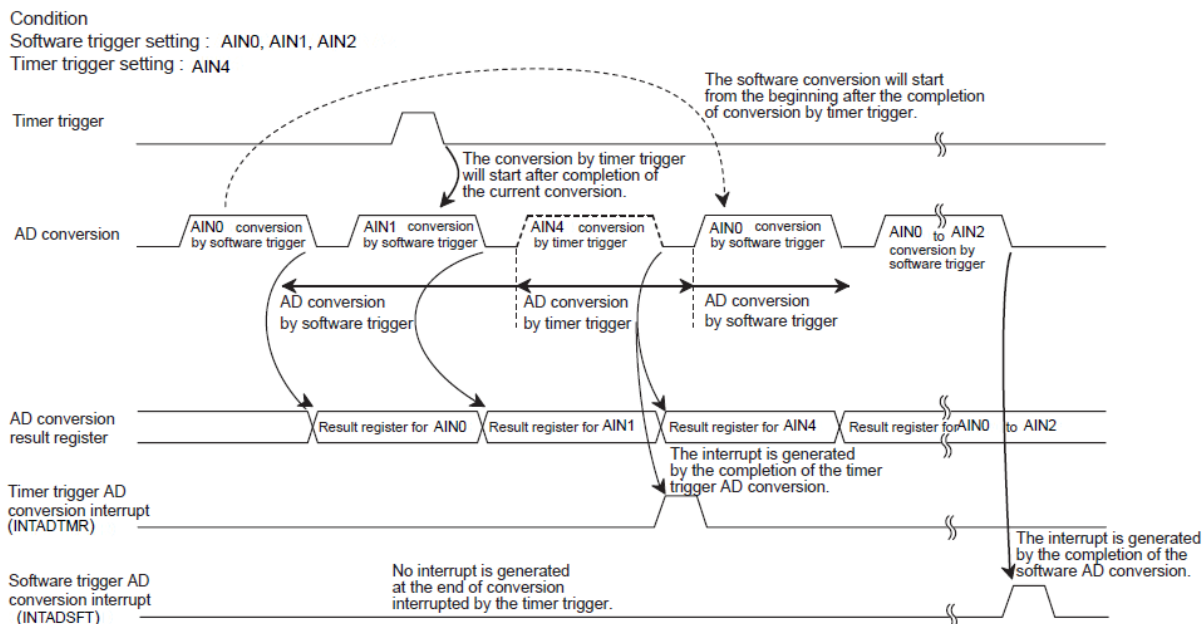 Condition
Software trigger setting : AIN0, AIN1, AIN2
Timer trigger setting : AIN4
The software conversion will start
from the beginning after the completion
of conversion by timer trigger.
Timer trigger
The conversion by timer trigger
will start after completion of
the current conversion.
AD conversion
AIN0 conversion
by software trigger
AIN1 conversion
by software trigger
AIN4 conversion
by timer trigger
AIN0 conversion
by software trigger
AIN0 to AIN2
conversion by
software trigger
AD conversion
by software trigger
AD conversion
by timer trigger
AD conversion
by software trigger
AD conversion
result register
Result register for AIN0
Result register for AIN1
Result register for AIN4
Result register for AIN0 to AIN2
The interrupt is generated
by the completion of the timer
trigger AD conversion.
Timer trigger AD
conversion interrupt
(INTADTMR)
The interrupt is generated
by the completion of the
software AD conversion.
Software trigger AD
conversion interrupt
(INTADSFT)
No interrupt is generated
at the end of conversion
interrupted by the timer trigger.